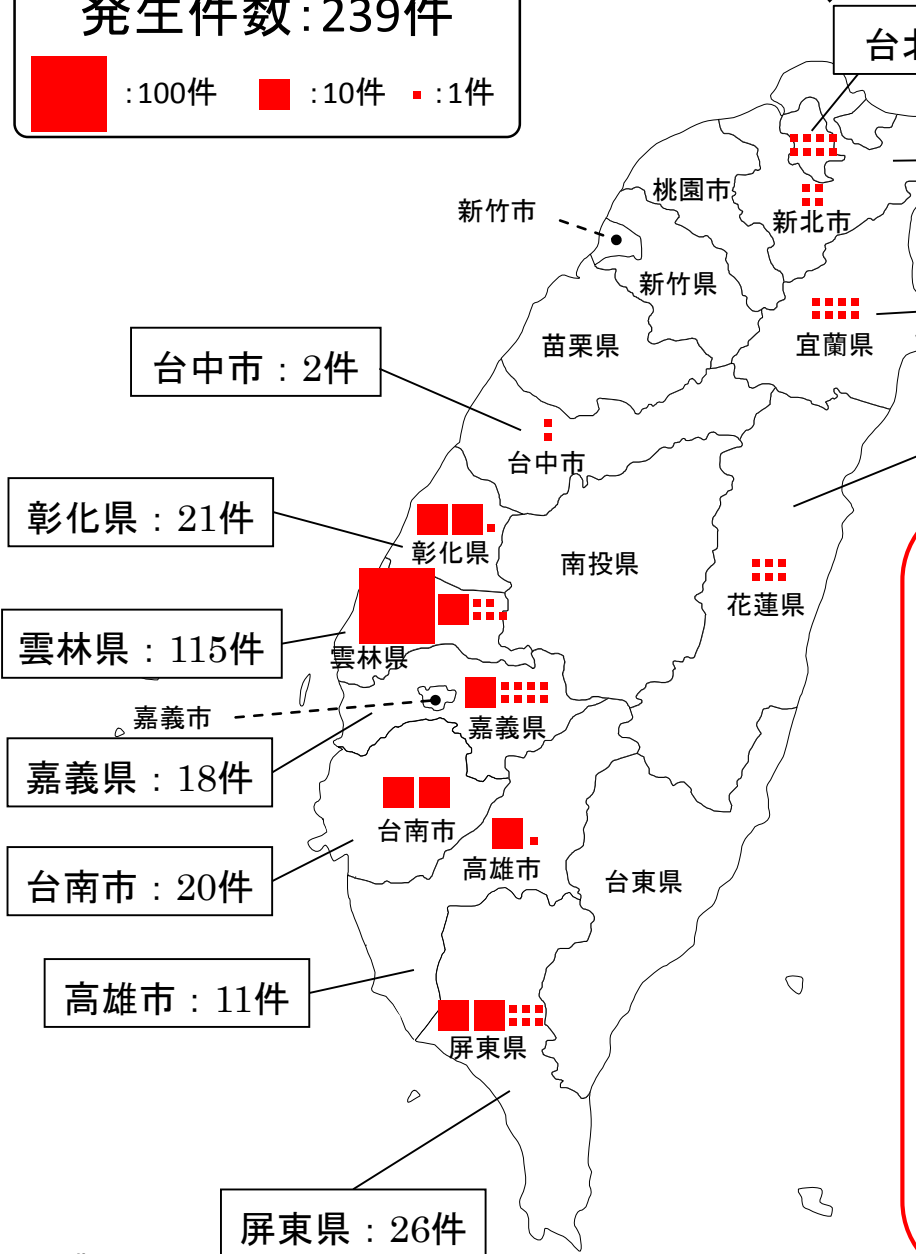 発生件数:239件
:100件 :10件 :1件
台北
桃園市
新竹市
新北市
新竹県
苗栗県
宜蘭県
台中市：2件
台中市
彰化県：21件
彰化県
南投県
花蓮県
雲林県：115件
雲林県
嘉義市
嘉義県
嘉義県：18件
台南市
高雄市
台南市：20件
台東県
高雄市：11件
屏東県
屏東県：26件